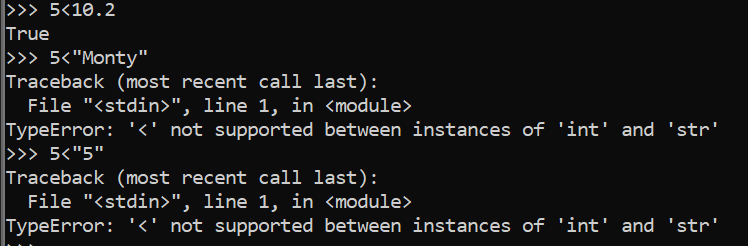 >>> 5<10.2
True
>>> 5<"Monty"
Traceback (most recent call last):
  File "<stdin>", line 1, in <module>
TypeError: '<' not supported between instances of 'int' and 'str'
>>> 5<"5"
Traceback (most recent call last):
  File "<stdin>", line 1, in <module>
TypeError: '<' not supported between instances of 'int' and 'str'
>>>